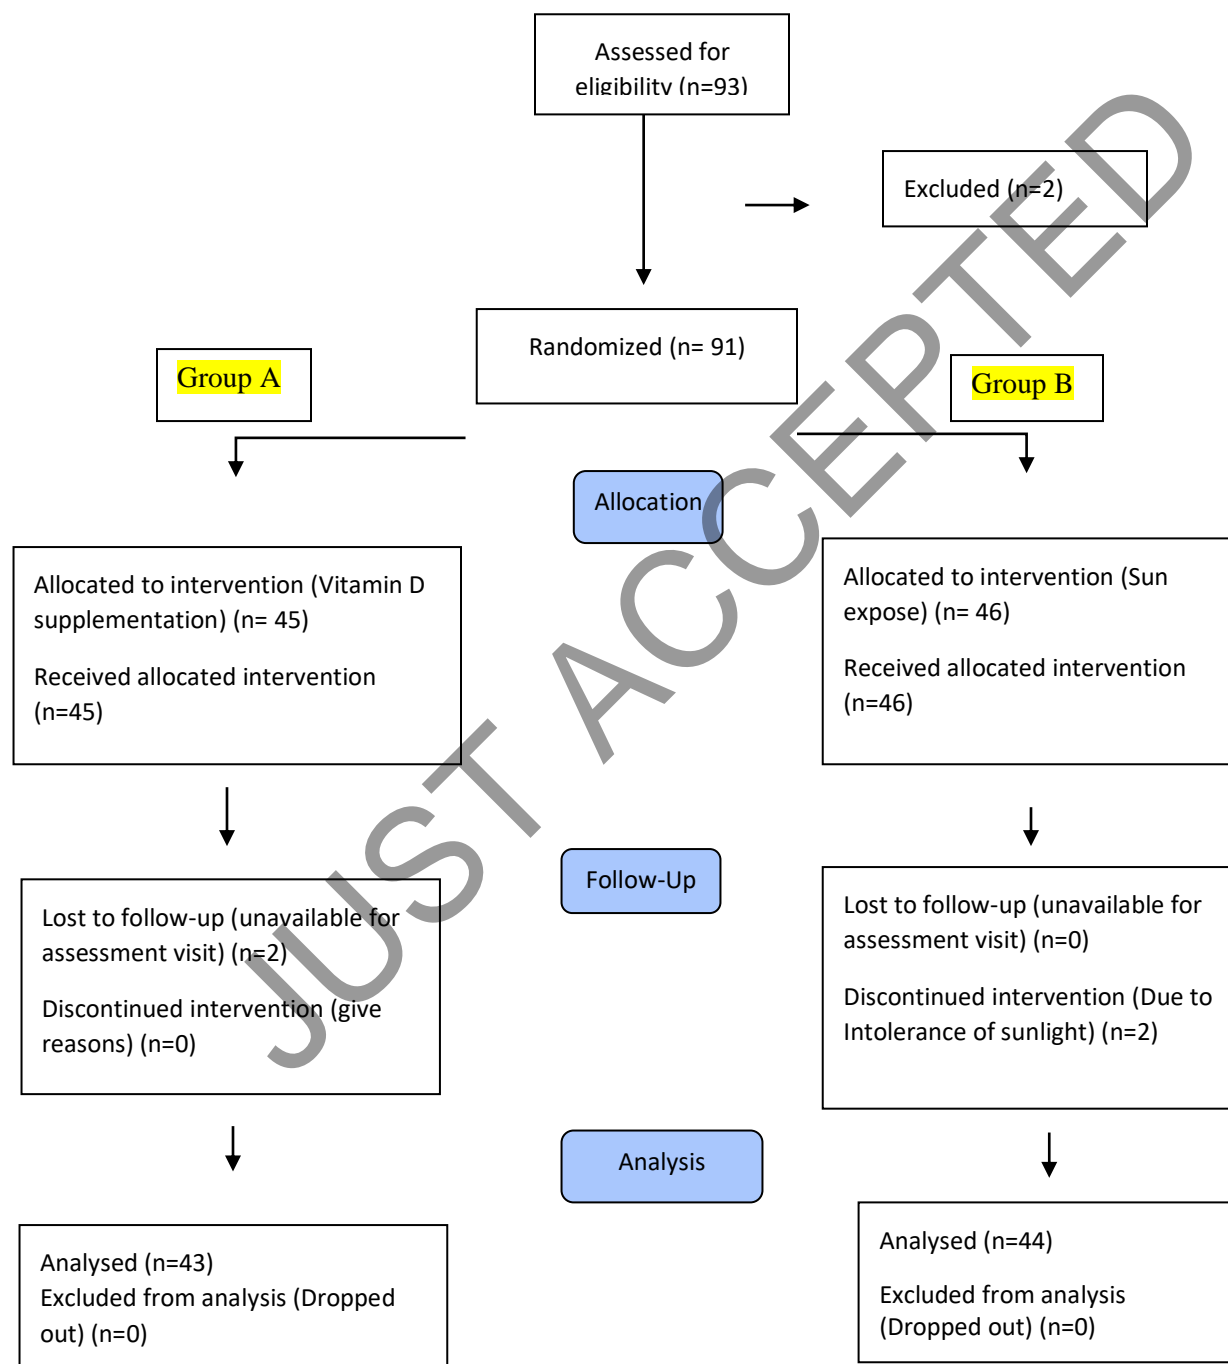 Assessed for
eligibility (n=93)
Excluded (n=2)
Randomized (n= 91)
Group A
Group B
Allocation
Allocated to intervention (Vitamin D
supplementation) (n= 45)
Received allocated intervention
(n=45)
Allocated to intervention (Sun
expose) (n= 46)
Received allocated intervention
(n=46)
Follow-Up
Lost to follow-up (unavailable for
assessment visit) (n=2)
Discontinued intervention (give
reasons) (n=0)
Lost to follow-up (unavailable for
assessment visit) (n=0)
Discontinued intervention (Due to
Intolerance of sunlight) (n=2)
Analysis
Analysed (n=43)
Excluded from analysis (Dropped
out) (n=0)
Analysed (n=44)
Excluded from analysis
(Dropped out) (n=0)
JUST ACCEPTED